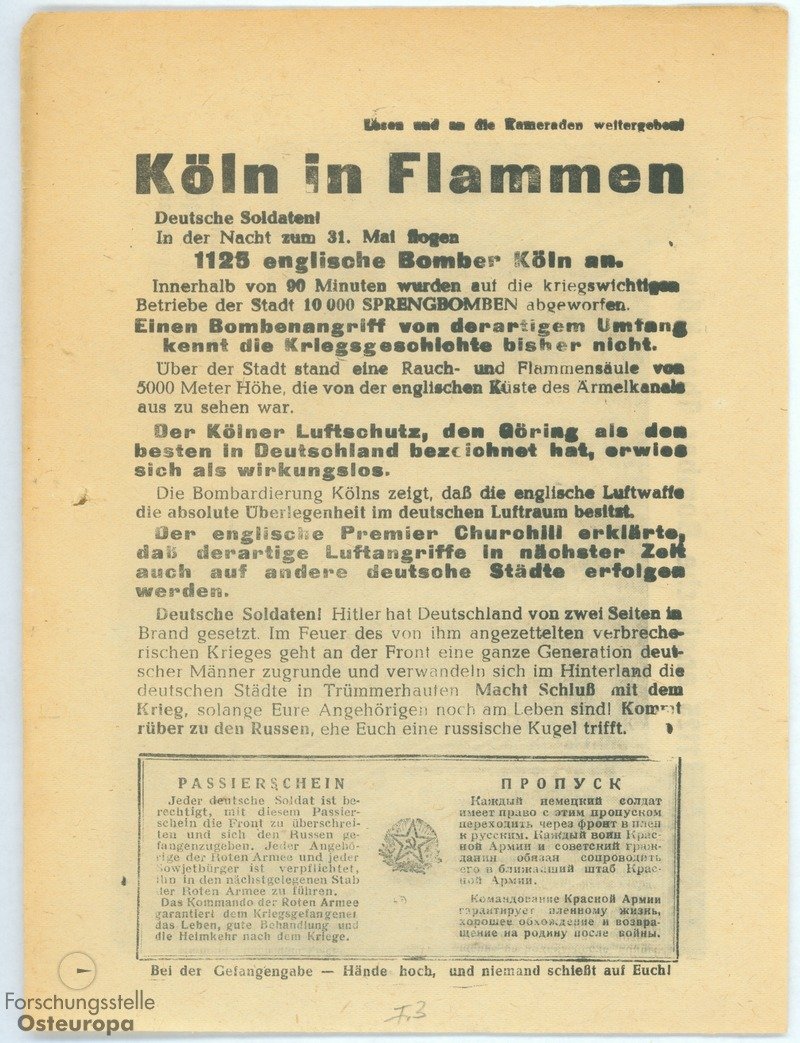 Lesen und an die Kameraden weitergeben!
Köln in Flammen
Deutsche Soldaten!
In der Nacht zum 31. Mai flogen
1125 englische Bomber Köln an.
Innerhalb von 90 Minuten wurden auf die kriegswichtigen
Betriebe der Stadt 10 000 SPRENGBOMBEN abgeworfen.
Einen Bombenangriff von derartigem Umfang
kennt die Kriegsgeschichte bisher nicht.
Über der Stadt stand eine Rauch- und Flammensäule von
5000 Meter Höhe, die von der englischen Küste des Ärmelkanals
aus zu sehen war.
Der Kölner Luftschutz, den Göring als den
besten in Deutschland bezeichnet hat, erwies
sich als wirkungslos.
Die Bombardierung Kölns zeigt, daß die englische Luftwaffe
die absolute Überlegenheit im deutschen Luftraum besitzt.
Der englische Premier Churchill erklärte,
daß derartige Luftangriffe in nächster Zeit
auch auf andere deutsche Städte erfolgen
werden.
Deutsche Soldaten! Hitler hat Deutschland von zwei Seiten in
Brand gesetzt. Im Feuer des von ihm angezettelten verbreche-
rischen Krieges geht an der Front eine ganze Generation deut-
scher Männer zugrunde und verwandeln sich im Hinterland die
deutschen Städte in Trümmerhaufen Macht Schluß mit dem
Krieg, solange Eure Angehörigen noch am Leben sind! Kommt
rüber zu den Russen, ehe Euch eine russische Kugel trifft.
PASSIERSCHEIN
Jeder deutsche Soldat ist be-
rechtigt, mit diesem Passier-
schein die Front zu überschrei-
ten und sich den Russen ge-
fangenzugeben. Jeder Angehö-
rige der Roten Armee und jeder
Sowjetbürger ist verpflichtet,
ihn in den nächstgelegenen Stab
der Roten Armee zu führen.
Das Kommando der Roten Armee
garantiert dem Kriegsgefangenen
das Leben, gute Behandlung und
die Heimkehr nach dem Kriege.
ПРОПУСК
Каждый немецкий солдат
имеет право с этим пропуском
переходить через фронт в плен
к русским. Каждый воин Крас-
ной Армии и советский граж-
данин обязан сопроводить
его в ближайший штаб Крас-
ной Армии.
Командование Красной Армии
гарантирует пленному жизнь,
хорошее обхождение и возвра-
щение на родину после войны.
Bei der Gefangengabe — Hände hoch, und niemand schießt auf Euch!
Forschungsstelle
Osteuropa
I.3